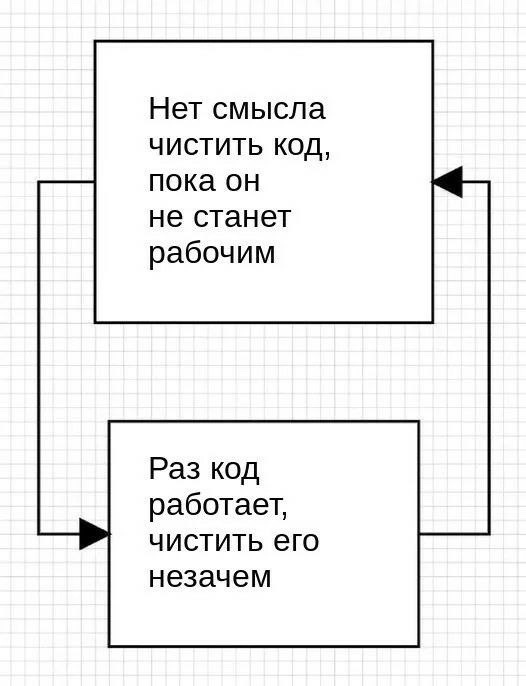 Нет смысла
чистить код,
пока он
не станет
рабочим
Раз код
работает,
чистить его
незачем